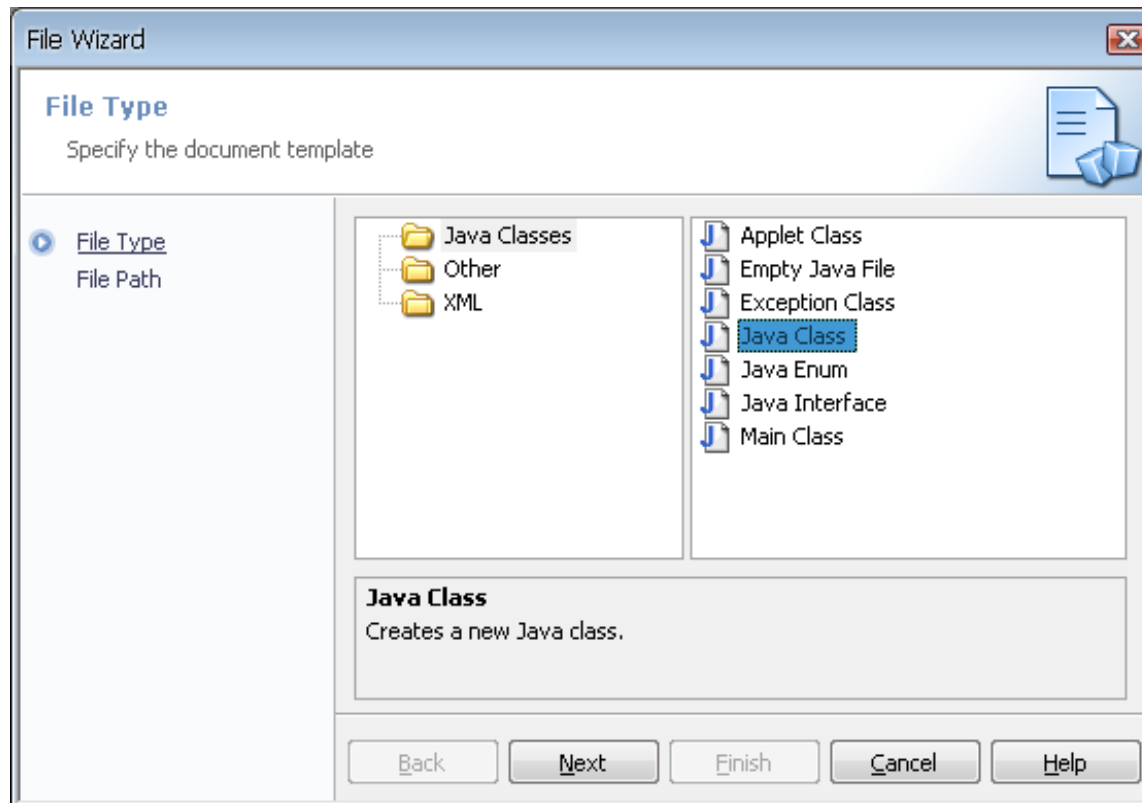 File Wizard
File Type
Specify the document template
File Type
File Path
Java Classes
Other
XML
Applet Class
Empty Java File
Exception Class
Java Class
Java Enum
Java Interface
Main Class
Java Class
Creates a new Java class.
Back Next Finish Cancel Help